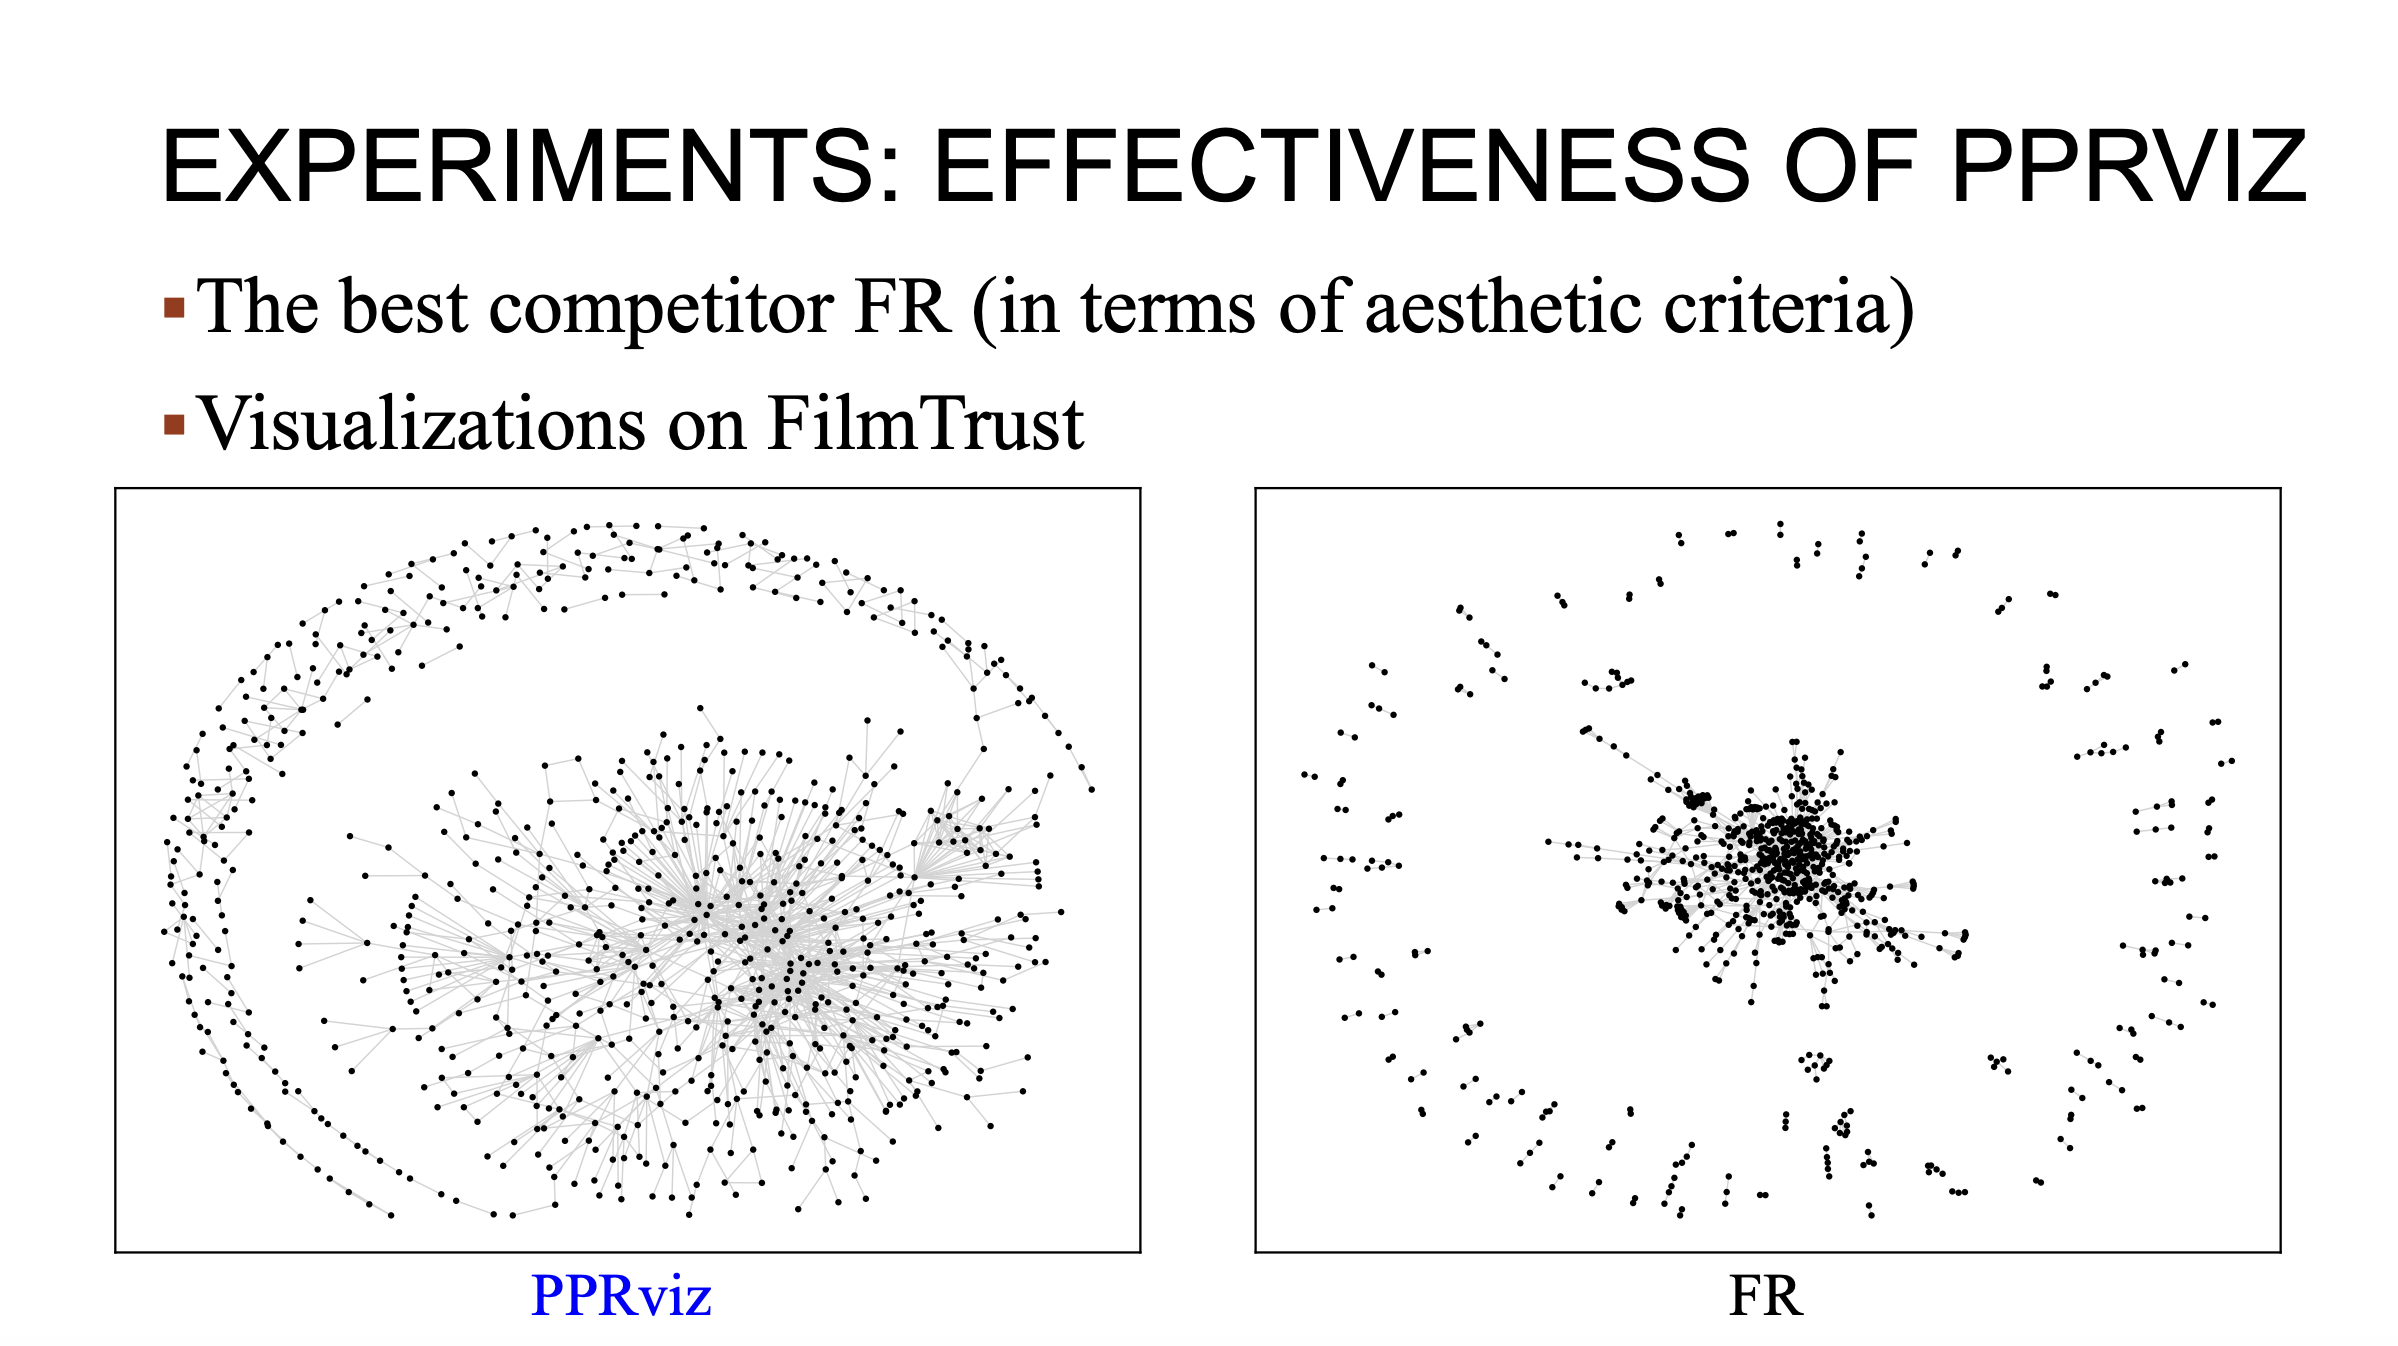 EXPERIMENTS: EFFECTIVENESS OF PPRVIZ
The best competitor FR (in terms of aesthetic criteria)
Visualizations on FilmTrust
PPRviz
FR